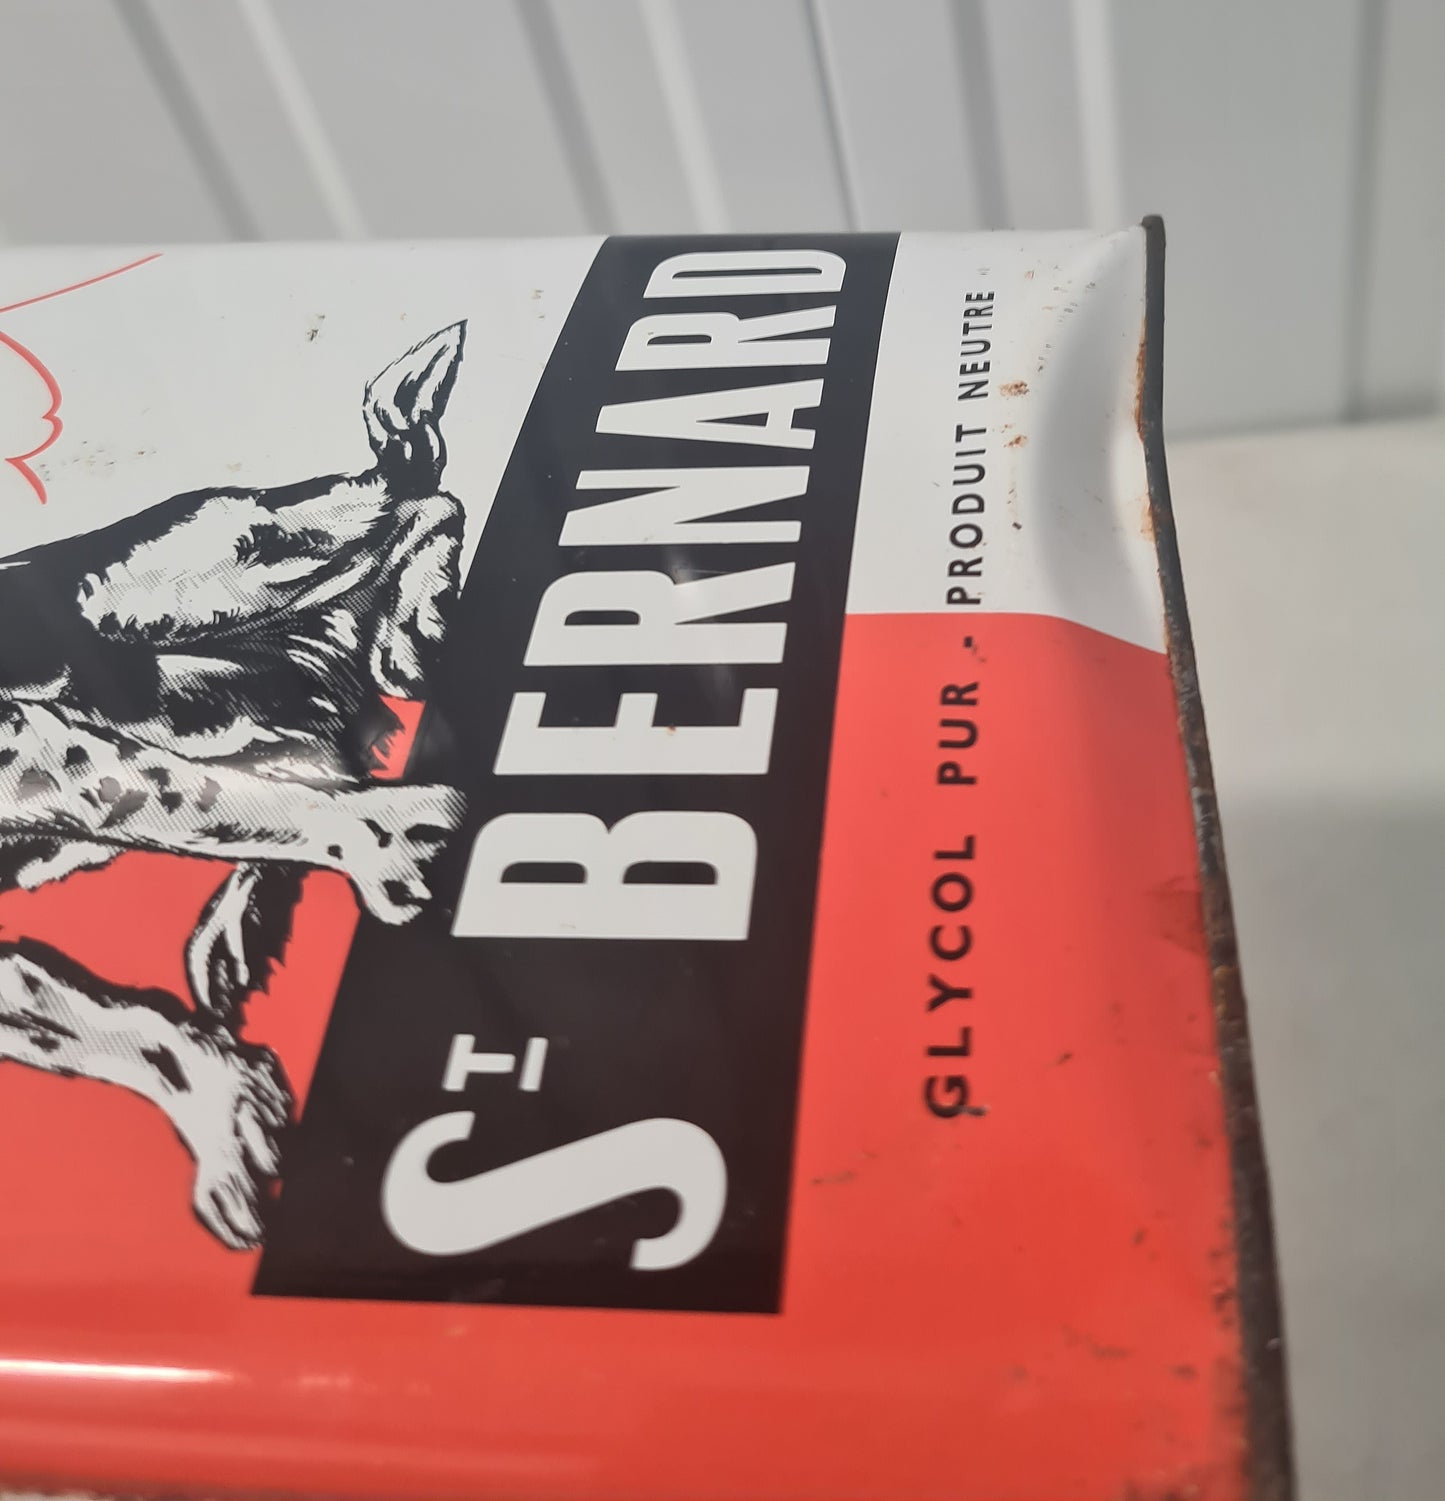 Sᵀ BERNARD
GLYCOL PUR - PRODUIT NEUTRE